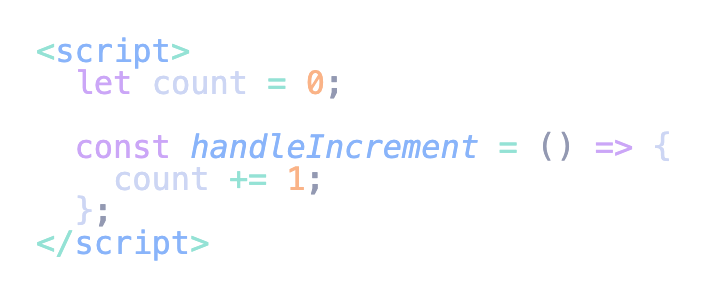 <script>
  let count = 0;

  const handleIncrement = () => {
    count += 1;
  };
</script>